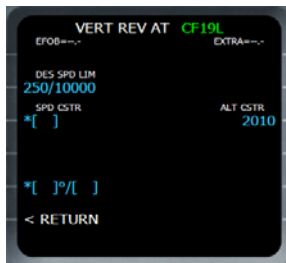 VERT REV AT CF19L
EFOB=--.- EXTRA=--.-
DES SPD LIM
250/10000
SPD CSTR ALT CSTR
*[ ] 2010
*[ ]°/[ ]
< RETURN